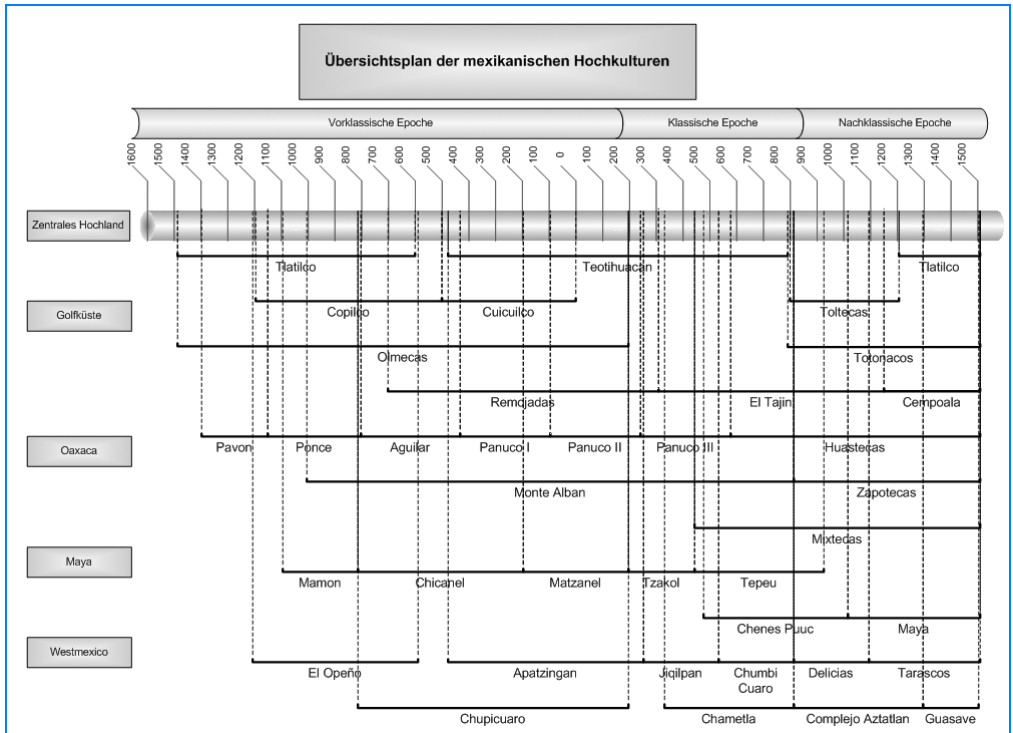 Übersichtsplan der mexikanischen Hochkulturen
Vorklassische Epoche
Klassische Epoche
Nachklassische Epoche
1600 1500 1400 1300 1200 1100 1000 900 800 700 600 500 400 300 200 100 0 100 200 300 400 500 600 700 800 900 1000 1100 1200 1300 1400 1500
Zentrales Hochland
Tlatilco Teotihuacán Tlatilco
Copilco Cuicuilco Toltecas
Golfküste
Olmecas Totonacos
Remojadas El Tajin Cempoala
Oaxaca
Pavon Ponce Aguilar Panuco I Panuco II Panuco III Huastecas
Monte Alban Zapotecas
Mixtecas
Maya
Mamon Chicanel Matzanel Tzakol Tepeu
Chenes Puuc Maya
Westmexico
El Opeño Apatzingan Jiqilpan Chumbi Delicias Tarascos
Cuaro
Chupicuaro Chametla Complejo Aztatlan Guasave